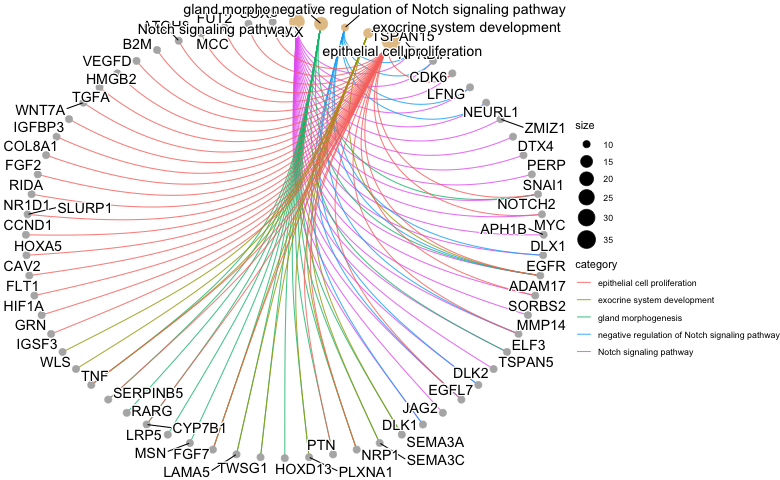 gland morphogenesis
negative regulation of Notch signaling pathway
Notch signaling pathway
exocrine system development
epithelial cell proliferation
TSPAN15
FUT2
MCC
B2M
VEGFD
HMGB2
TGFA
WNT7A
IGFBP3
COL8A1
FGF2
RIDA
NR1D1
SLURP1
CCND1
HOXA5
CAV2
FLT1
HIF1A
GRN
IGSF3
WLS
TNF
SERPINB5
RARG
LRP5
CYP7B1
MSN
FGF7
LAMA5
TWSG1
HOXD13
PTN
PLXNA1
NRP1
SEMA3C
SEMA3A
DLK1
JAG2
EGFL7
DLK2
TSPAN5
ELF3
MMP14
SORBS2
ADAM17
EGFR
DLX1
APH1B
MYC
NOTCH2
SNAI1
PERP
DTX4
ZMIZ1
NEURL1
LFNG
CDK6
size
10
15
20
25
30
35
category
epithelial cell proliferation
exocrine system development
gland morphogenesis
negative regulation of Notch signaling pathway
Notch signaling pathway